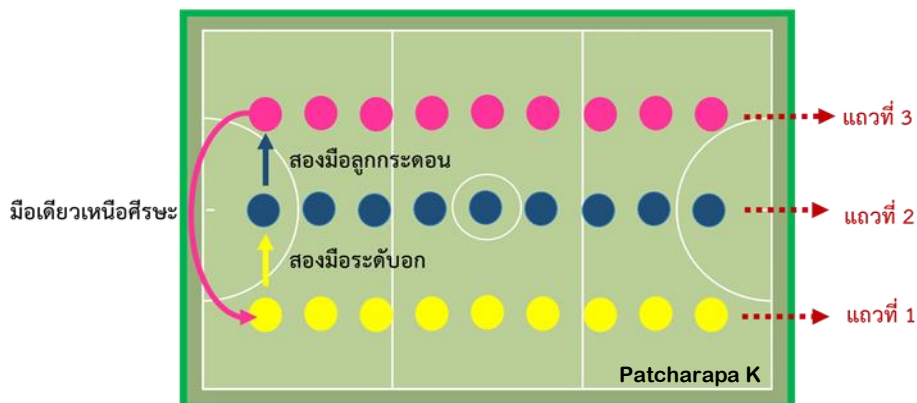 แถวที่ 3
สองมือลูกกระดอน
มือเดียวเหนือศีรษะ
แถวที่ 2
สองมือระดับอก
แถวที่ 1
Patcharapa K